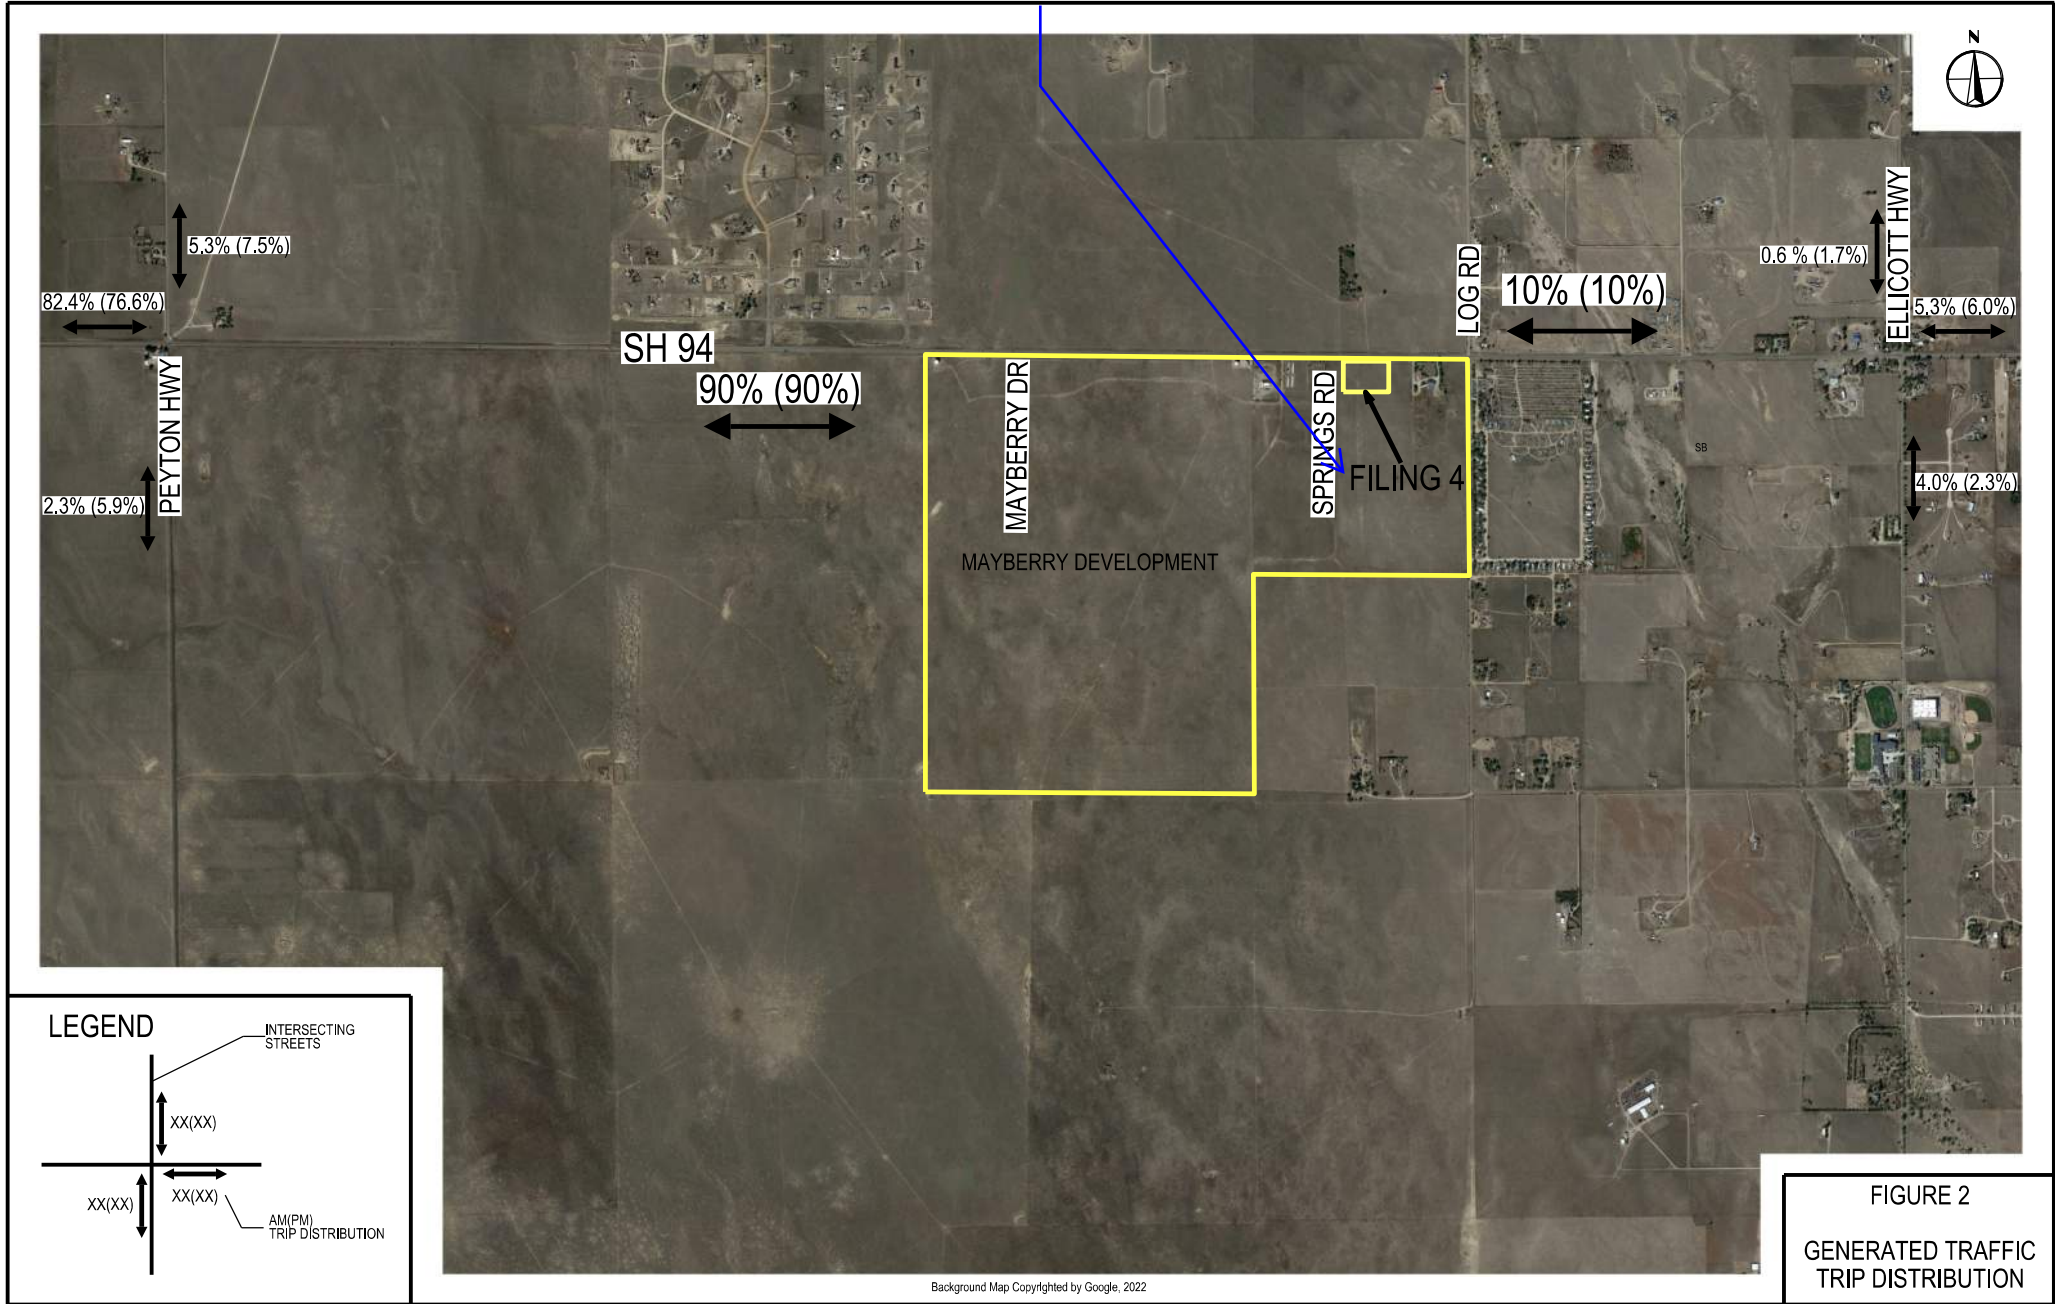 N
5.3% (7.5%)
82.4% (76.6%)
PEYTON HWY
2.3% (5.9%)
SH 94
90% (90%)
MAYBERRY DR
SPRINGS RD
FILING 4
MAYBERRY DEVELOPMENT
LOG RD
10% (10%)
0.6 % (1.7%)
ELLICOTT HWY
5.3% (6.0%)
SB
4.0% (2.3%)
LEGEND
INTERSECTING
STREETS
XX(XX)
XX(XX)
XX(XX)
AM(PM)
TRIP DISTRIBUTION
Background Map Copyrighted by Google, 2022
FIGURE 2
GENERATED TRAFFIC
TRIP DISTRIBUTION